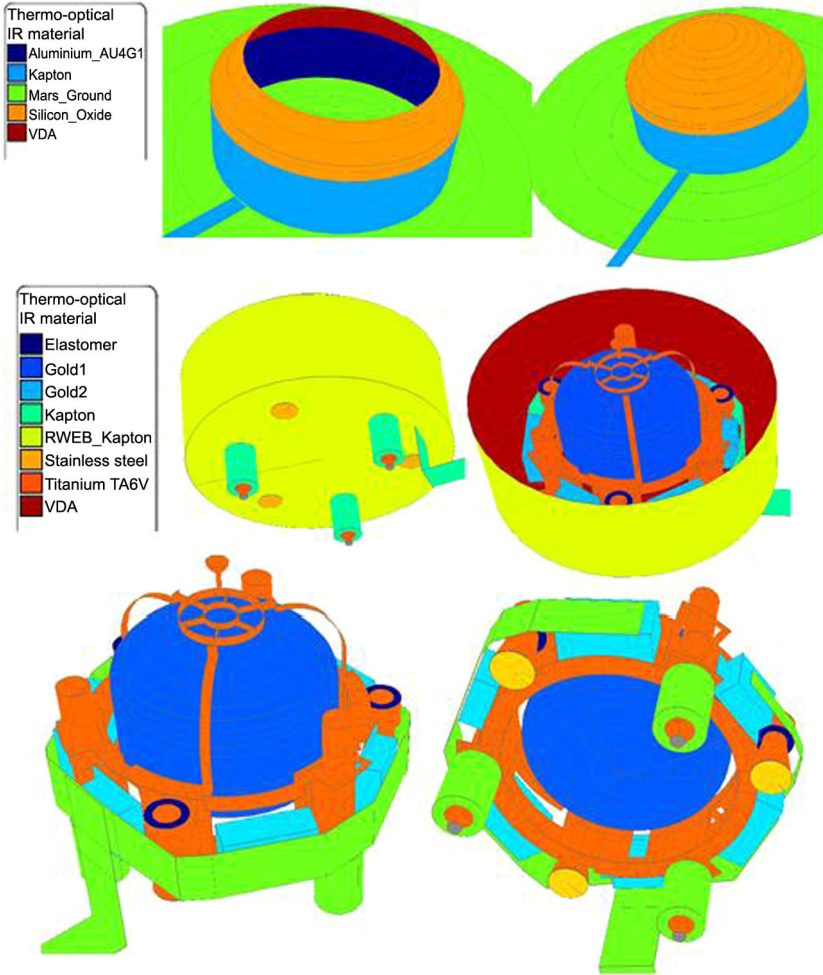 Thermo-optical
IR material
Aluminium_AU4G1
Kapton
Mars_Ground
Silicon_Oxide
VDA
Thermo-optical
IR material
Elastomer
Gold1
Gold2
Kapton
RWEB_Kapton
Stainless steel
Titanium TA6V
VDA